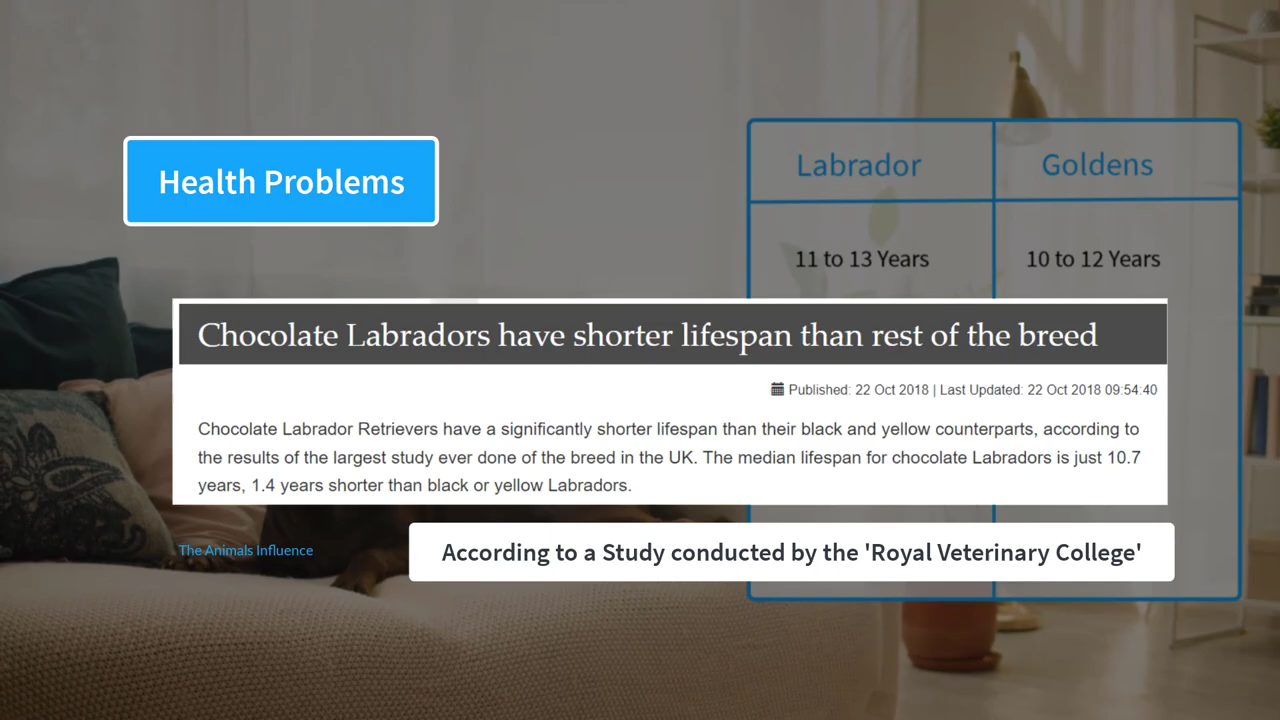 Health Problems
Labrador
Goldens
11 to 13 Years
10 to 12 Years
Chocolate Labradors have shorter lifespan than rest of the breed
Published: 22 Oct 2018 | Last Updated: 22 Oct 2018 09:54:40
Chocolate Labrador Retrievers have a significantly shorter lifespan than their black and yellow counterparts, according to
the results of the largest study ever done of the breed in the UK. The median lifespan for chocolate Labradors is just 10.7
years, 1.4 years shorter than black or yellow Labradors.
The Animals Influence
According to a Study conducted by the 'Royal Veterinary College'